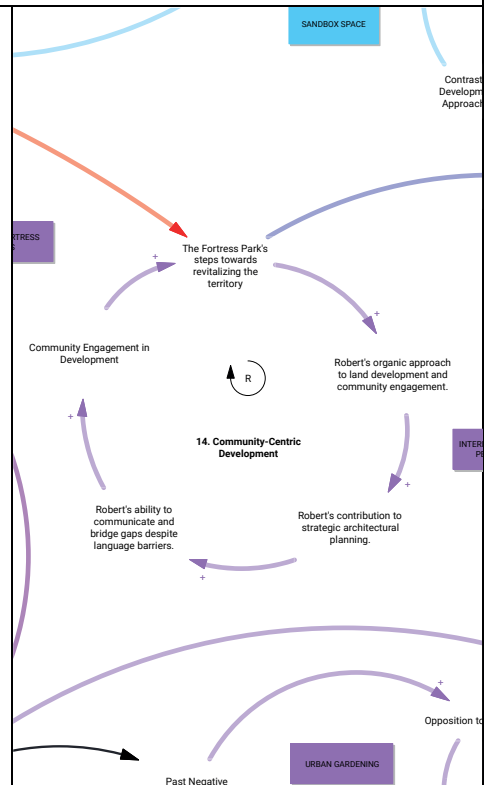 SANDBOX SPACE
Contrast
Developm
Approach
RTRESS
S
The Fortress Park's
steps towards
revitalizing the
territory
+
+
Community Engagement in
Development
Robert's organic approach
to land development and
community engagement.
R
+
14. Community-Centric
Development
INTER
PE
+
Robert's ability to
communicate and
bridge gaps despite
language barriers.
Robert's contribution to
strategic architectural
planning.
+
+
Opposition to
URBAN GARDENING
Past Negative